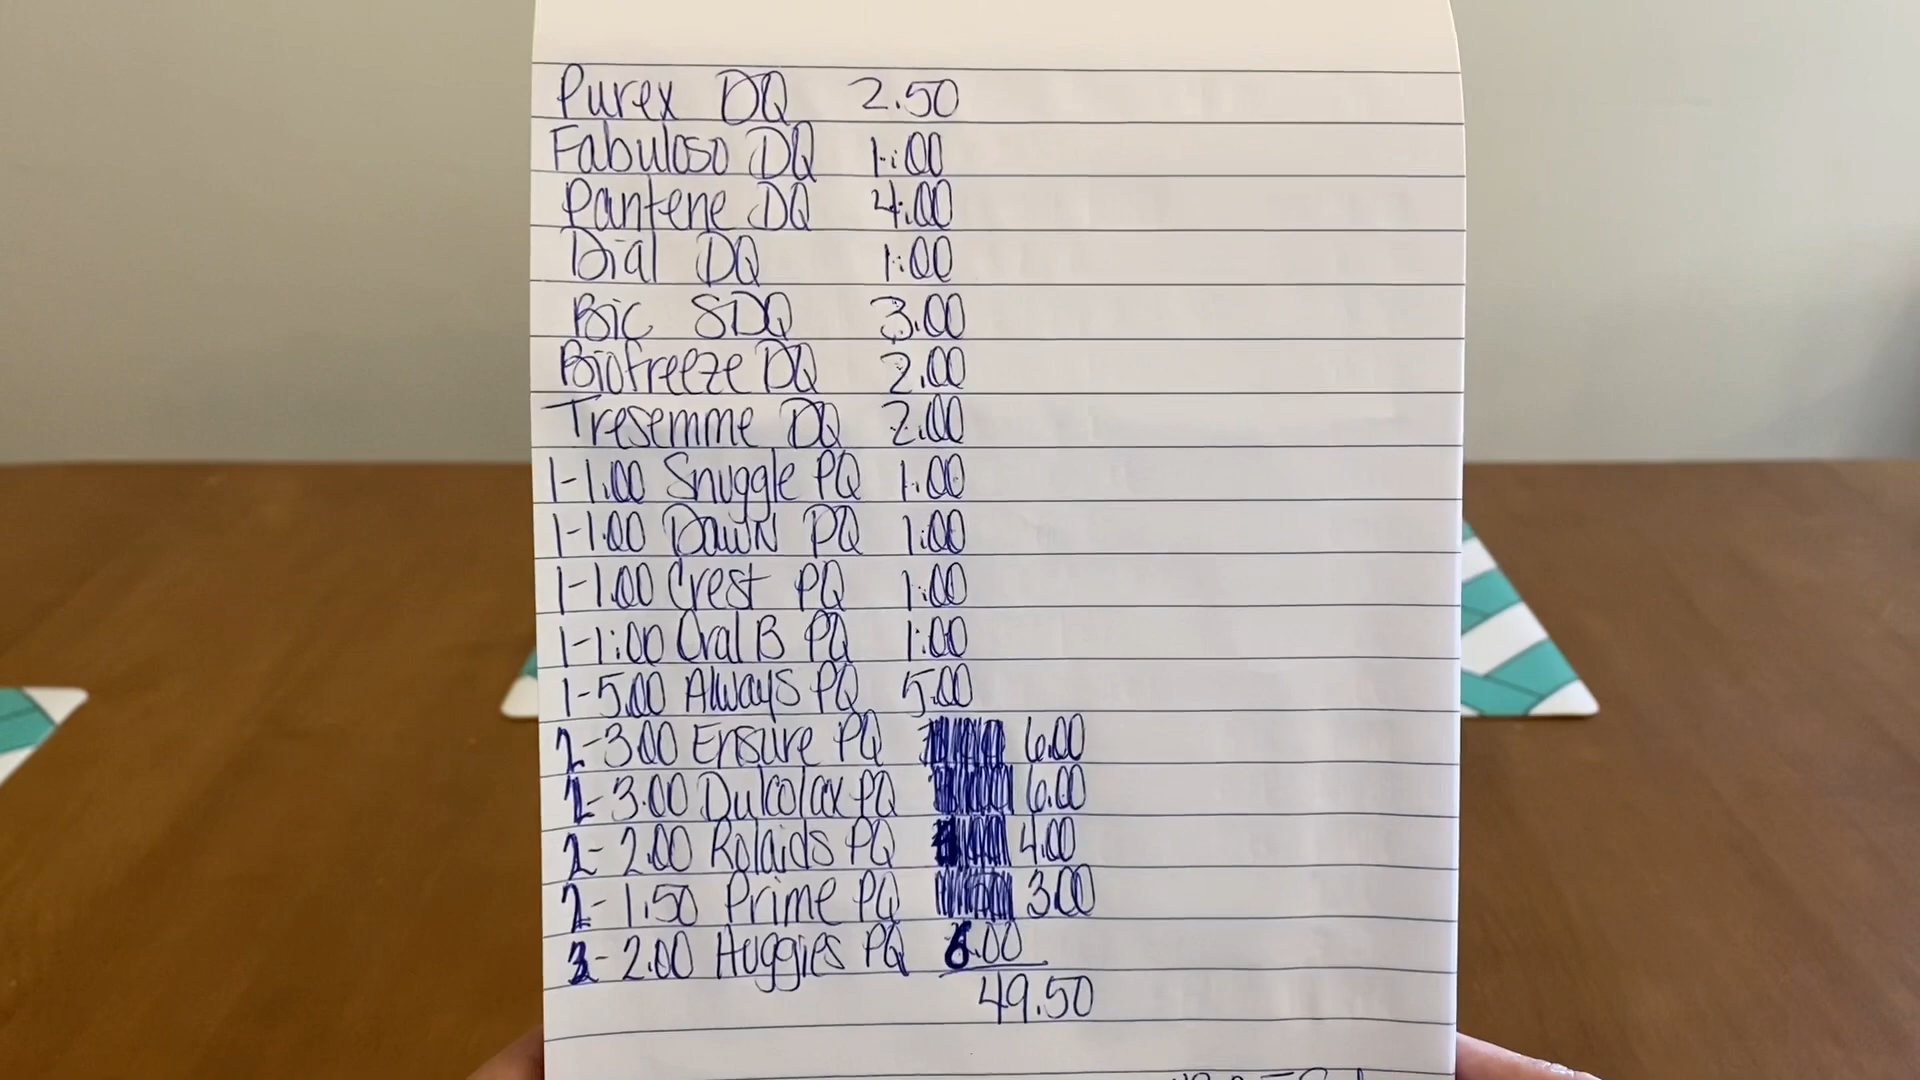 Purex DQ 2.50
Fabuloso DQ 1.00
Pantene DQ 4.00
Dial DQ 1.00
Bic SDQ 3.00
Biofreeze DQ 2.00
Tresemme DQ 2.00
1-1.00 Snuggle PQ 1.00
1-1.00 Dawn PQ 1.00
1-1.00 Crest PQ 1.00
1-1.00 Oral B PQ 1.00
1-5.00 Always PQ 5.00
2-3.00 Ensure PQ 6.00
2-3.00 Dulcolax PQ 6.00
2-2.00 Rolaids PQ 4.00
2-1.50 Prime PQ 3.00
3-2.00 Huggies PQ 6.00
49.50